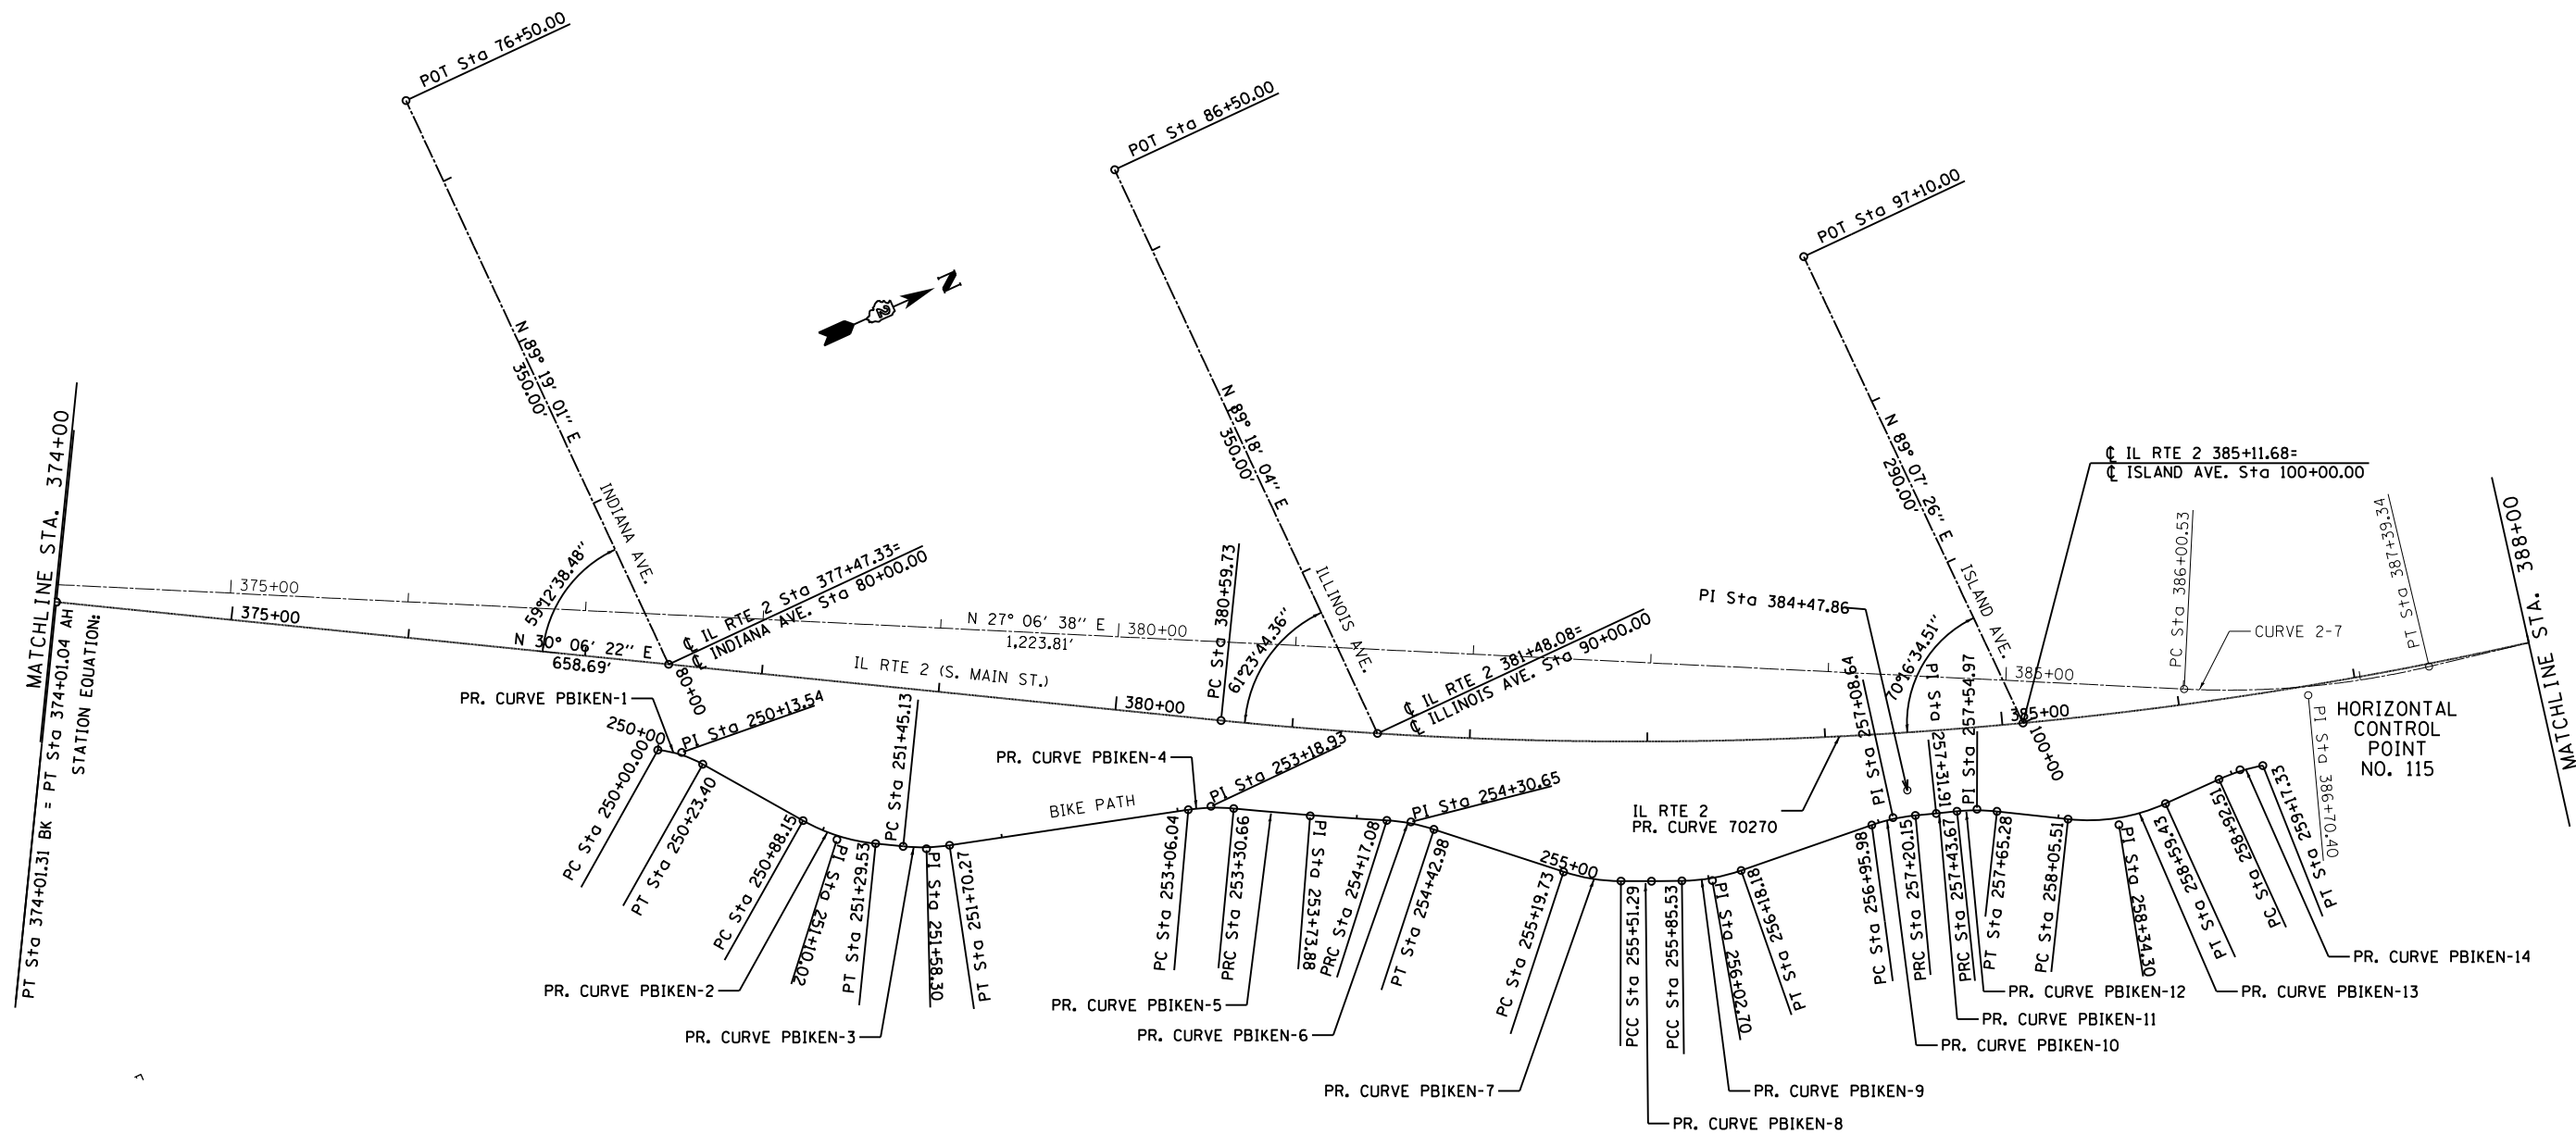 POT Sta 76+50.00
POT Sta 86+50.00
POT Sta 97+10.00
N
2
N 89° 19' 01" E
350.00'
INDIANA AVE.
N 89° 18' 04" E
350.00'
ILLINOIS AVE.
N 89° 07' 26" E
290.00'
ISLAND AVE.
℄ IL RTE 2 385+11.68=
℄ ISLAND AVE. Sta 100+00.00
MATCHLINE STA. 374+00
PT Sta 374+01.31 BK = PT Sta 374+01.04 AH
STATION EQUATION:
375+00
375+00
59°12'38.48"
N 30° 06' 22" E
658.69'
℄ IL RTE 2 Sta 377+47.33=
℄ INDIANA AVE. Sta 80+00.00
80+00
N 27° 06' 38" E
1,223.81'
380+00
380+00
IL RTE 2 (S. MAIN ST.)
PC Sta 380+59.73
61°23'44.36"
℄ IL RTE 2 381+48.08=
℄ ILLINOIS AVE. Sta 90+00.00
PI Sta 384+47.86
70°16'34.51"
385+00
385+00
100+00
PC Sta 386+00.53
CURVE 2-7
PT Sta 387+39.34
PI Sta 386+70.40
MATCHLINE STA. 388+00
HORIZONTAL
CONTROL
POINT
NO. 115
IL RTE 2
PR. CURVE 70270
BIKE PATH
250+00
255+00
PR. CURVE PBIKEN-1
PC Sta 250+00.00
PI Sta 250+13.54
PT Sta 250+23.40
PC Sta 250+88.15
PI Sta 251+10.02
PT Sta 251+29.53
PC Sta 251+45.13
PI Sta 251+58.30
PT Sta 251+70.27
PR. CURVE PBIKEN-2
PR. CURVE PBIKEN-3
PR. CURVE PBIKEN-4
PC Sta 253+06.04
PI Sta 253+18.93
PRC Sta 253+30.66
PI Sta 253+73.88
PRC Sta 254+17.08
PI Sta 254+30.65
PT Sta 254+42.98
PR. CURVE PBIKEN-5
PR. CURVE PBIKEN-6
PC Sta 255+19.73
PCC Sta 255+51.29
PCC Sta 255+85.53
PI Sta 256+02.70
PT Sta 256+18.18
PR. CURVE PBIKEN-7
PR. CURVE PBIKEN-8
PR. CURVE PBIKEN-9
PC Sta 256+95.98
PI Sta 257+08.64
PRC Sta 257+20.15
PI Sta 257+31.91
PRC Sta 257+43.67
PI Sta 257+54.97
PT Sta 257+65.28
PC Sta 258+05.51
PI Sta 258+34.30
PT Sta 258+59.43
PC Sta 258+92.51
PT Sta 259+17.33
PR. CURVE PBIKEN-10
PR. CURVE PBIKEN-11
PR. CURVE PBIKEN-12
PR. CURVE PBIKEN-13
PR. CURVE PBIKEN-14